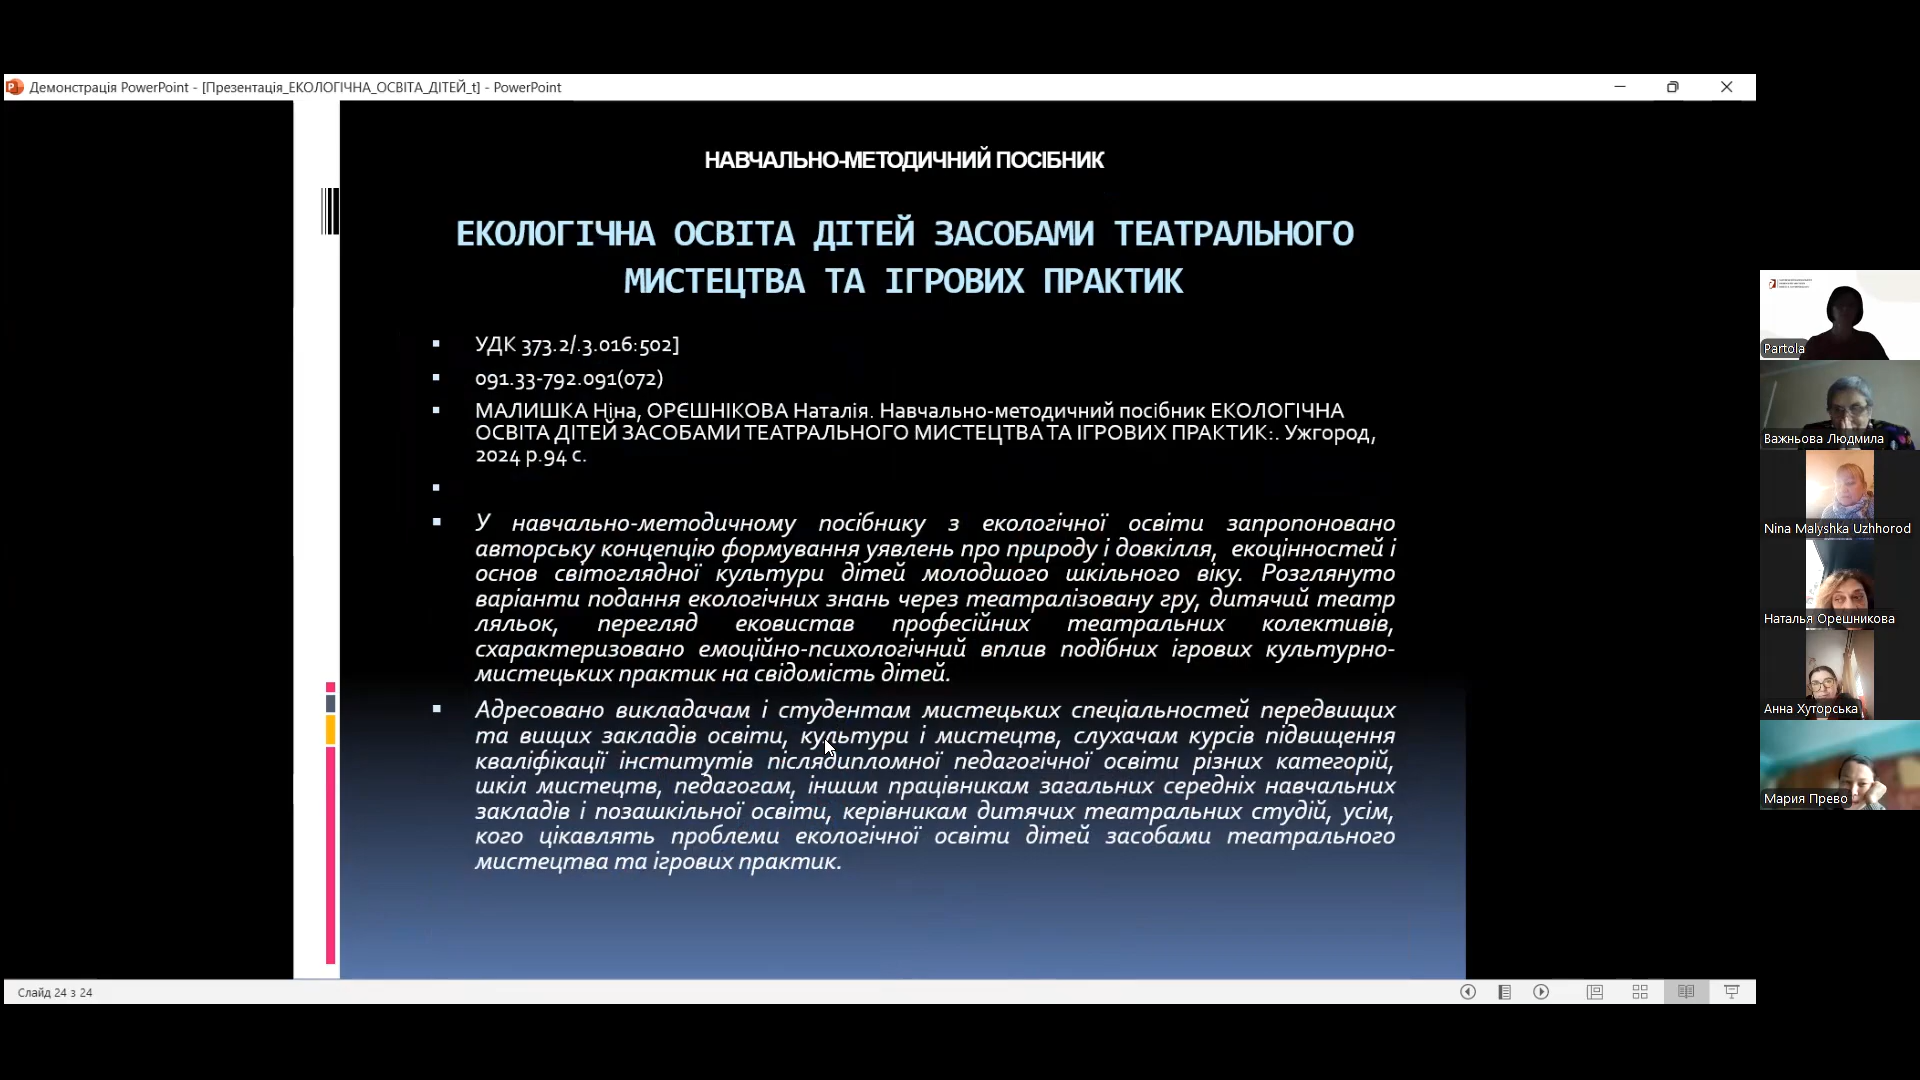 Демонстрація PowerPoint - [Презентація_ЕКОЛОГІЧНА_ОСВІТА_ДІТЕЙ_t] - PowerPoint
НАВЧАЛЬНО-МЕТОДИЧНИЙ ПОСІБНИК
ЕКОЛОГІЧНА ОСВІТА ДІТЕЙ ЗАСОБАМИ ТЕАТРАЛЬНОГО
МИСТЕЦТВА ТА ІГРОВИХ ПРАКТИК
УДК 373.2/.3.016:502]
091.33-792.091(072)
МАЛИШКА Ніна, ОРЄШНІКОВА Наталія. Навчально-методичний посібник ЕКОЛОГІЧНА
ОСВІТА ДІТЕЙ ЗАСОБАМИ ТЕАТРАЛЬНОГО МИСТЕЦТВА ТА ІГРОВИХ ПРАКТИК:. Ужгород,
2024 р.94 с.
У навчально-методичному посібнику з екологічної освіти запропоновано
авторську концепцію формування уявлень про природу і довкілля, екоцінностей і
основ світоглядної культури дітей молодшого шкільного віку. Розглянуто
варіанти подання екологічних знань через театралізовану гру, дитячий театр
ляльок, перегляд ековистав професійних театральних колективів,
схарактеризовано емоційно-психологічний вплив подібних ігрових культурно-
мистецьких практик на свідомість дітей.
Адресовано викладачам і студентам мистецьких спеціальностей передвищих
та вищих закладів освіти, культури і мистецтв, слухачам курсів підвищення
кваліфікації інститутів післядипломної педагогічної освіти різних категорій,
шкіл мистецтв, педагогам, іншим працівникам загальних середніх навчальних
закладів і позашкільної освіти, керівникам дитячих театральних студій, усім,
кого цікавлять проблеми екологічної освіти дітей засобами театрального
мистецтва та ігрових практик.
Слайд 24 з 24
Partola
Важньова Людмила
Nina Malyshka Uzhhorod
Наталья Орешникова
Анна Хуторська
Мария Прево